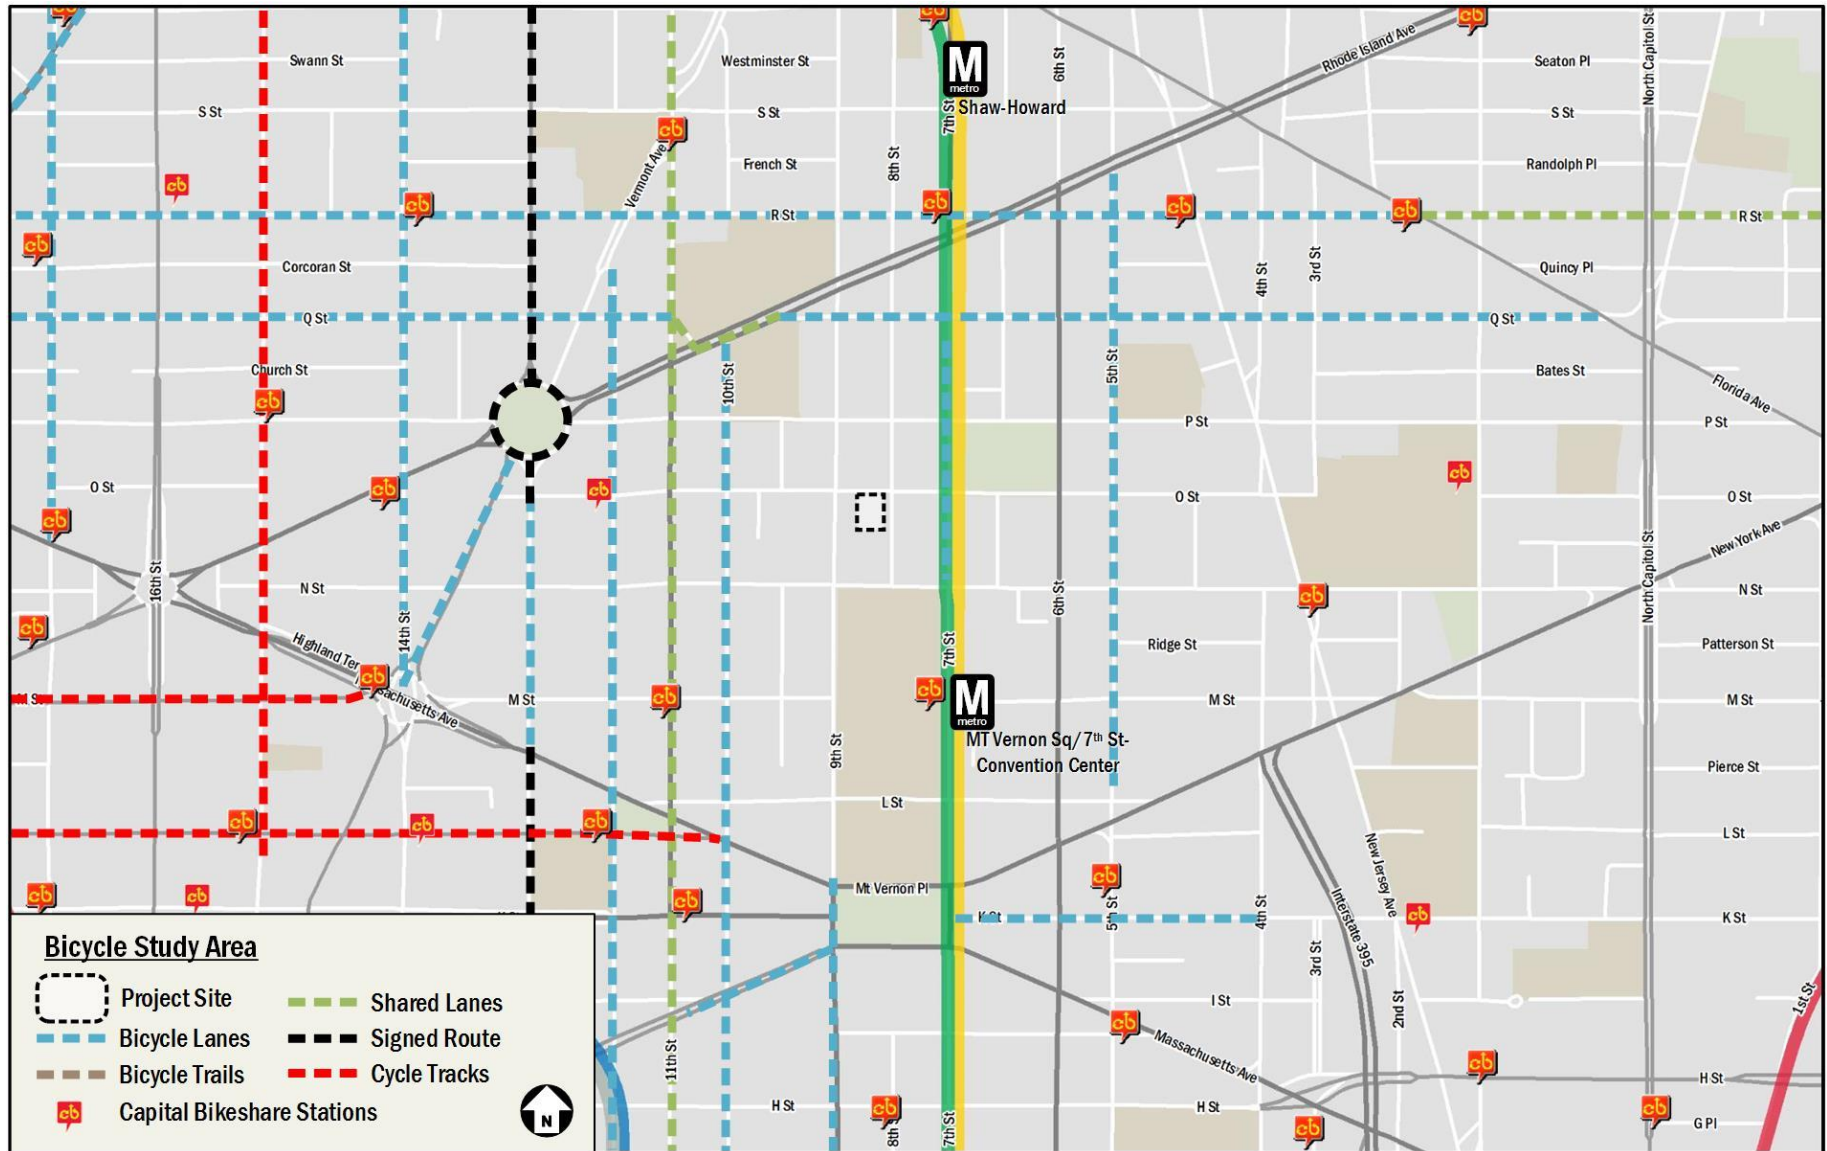 Swann St
Westminster St
6th St
Rhode Island Ave
Seaton Pl
North Capitol St
M
metro
Shaw-Howard
7th St
S St
S St
S St
French St
8th St
Randolph Pl
Vermont Ave
R St
R St
Corcoran St
4th St
3rd St
Quincy Pl
Q St
Q St
Church St
10th St
5th St
Bates St
Florida Ave
P St
P St
O St
O St
O St
New York Ave
16th St
N St
6th St
North Capitol St
N St
14th St
Highland Ter
7th St
Ridge St
Patterson St
M St
Massachusetts Ave
M St
M
metro
M St
M St
MT Vernon Sq/7th St-
Convention Center
9th St
Pierce St
L St
L St
New Jersey Ave
Mt Vernon Pl
K St
5th St
4th St
Interstate 395
K St
3rd St
2nd St
I St
1st St
11th St
Massachusetts Ave
H St
H St
H St
8th St
7th St
G Pl
Bicycle Study Area
Project Site
Shared Lanes
Bicycle Lanes
Signed Route
Bicycle Trails
Cycle Tracks
cb
Capital Bikeshare Stations
N